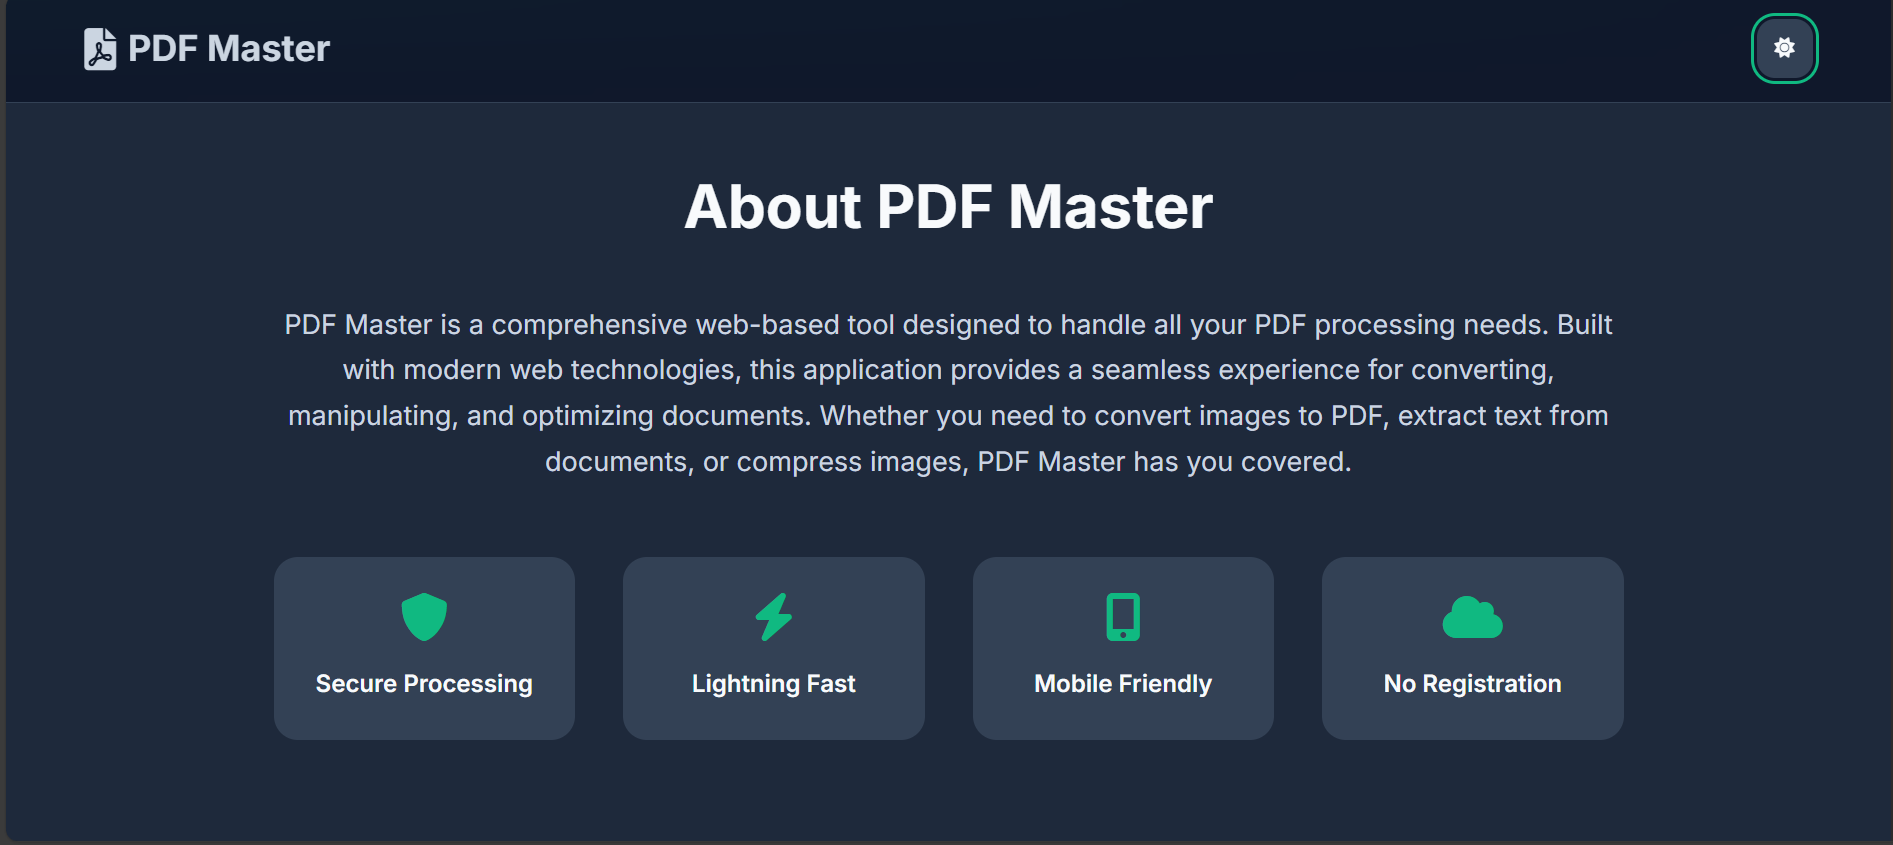 PDF Master
About PDF Master
PDF Master is a comprehensive web-based tool designed to handle all your PDF processing needs. Built
with modern web technologies, this application provides a seamless experience for converting,
manipulating, and optimizing documents. Whether you need to convert images to PDF, extract text from
documents, or compress images, PDF Master has you covered.
Secure Processing
Lightning Fast
Mobile Friendly
No Registration